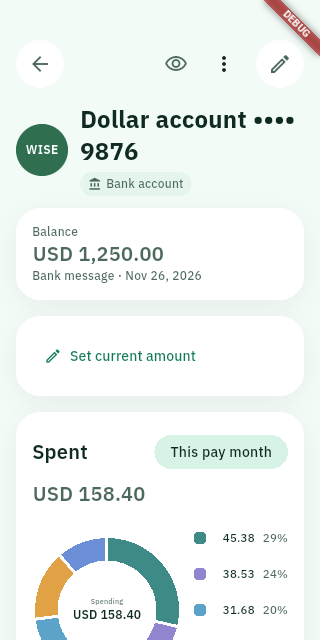 DEBUG
WISE
Dollar account ••••
9876
Bank account
Balance
USD 1,250.00
Bank message · Nov 26, 2026
Set current amount
Spent
This pay month
USD 158.40
45.38 29%
38.53 24%
Spending
USD 158.40
31.68 20%